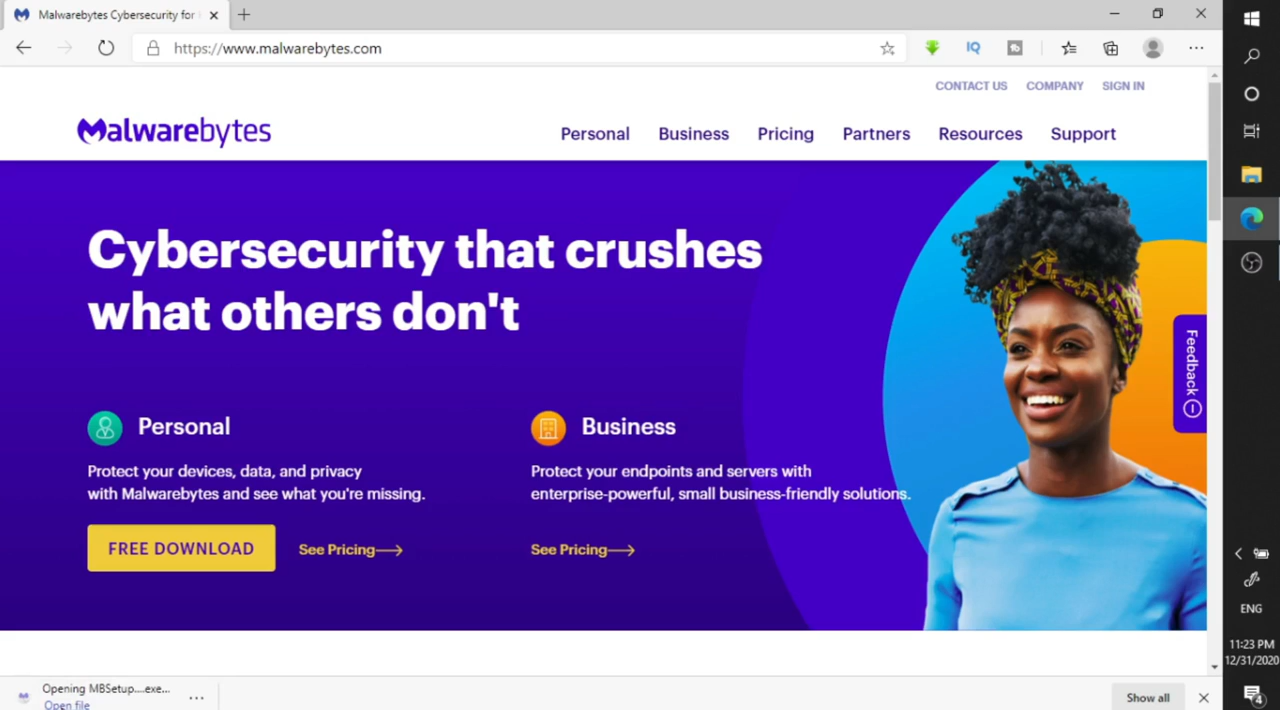 Malwarebytes Cybersecurity for
https://www.malwarebytes.com
IQ
CONTACT US COMPANY SIGN IN
Malwarebytes
Personal Business Pricing Partners Resources Support
Cybersecurity that crushes
what others don't
Feedback
Personal
Protect your devices, data, and privacy
with Malwarebytes and see what you're missing.
FREE DOWNLOAD See Pricing
Business
Protect your endpoints and servers with
enterprise-powerful, small business-friendly solutions.
See Pricing
ENG
11:23 PM
12/31/2020
4
Opening MBSetup....exe...
Open file
Show all